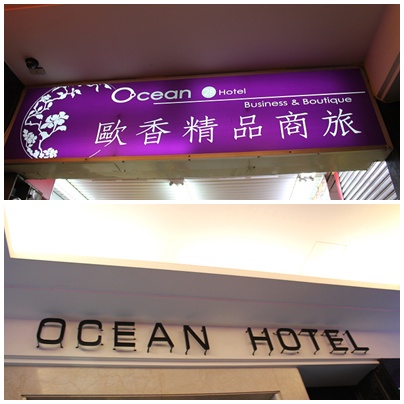 Ocean Hotel
Business & Boutique
歐香精品商旅
OCEAN HOTEL